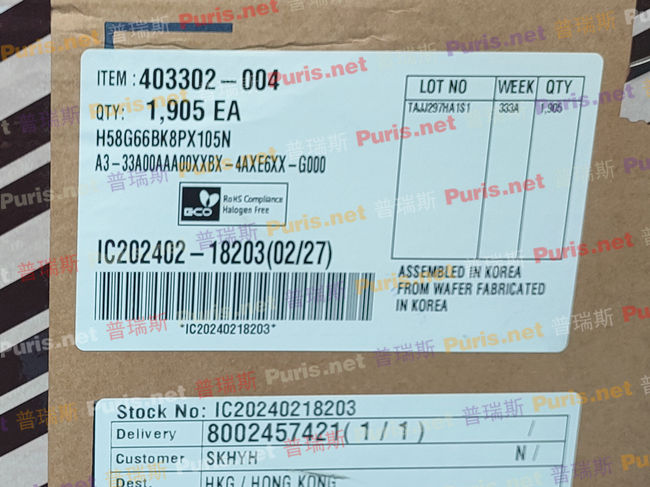 ITEM : 403302-004
QTY: 1,905 EA
H58G66BK8PX105N
A3-33A00AAA00XXBX-4AXE6XX-G000
ECO RoHS Compliance
Halogen Free
IC202402-18203(02/27)
*IC20240218203*
LOT NO WEEK QTY
TAJJ297HA1S1 333A 1,905
ASSEMBLED IN KOREA
FROM WAFER FABRICATED
IN KOREA
Stock No: IC20240218203
Delivery 8002457421(1/1) /
Customer SKHYH N/
Dest. HKG / HONG KONG
普瑞斯 Puris.net